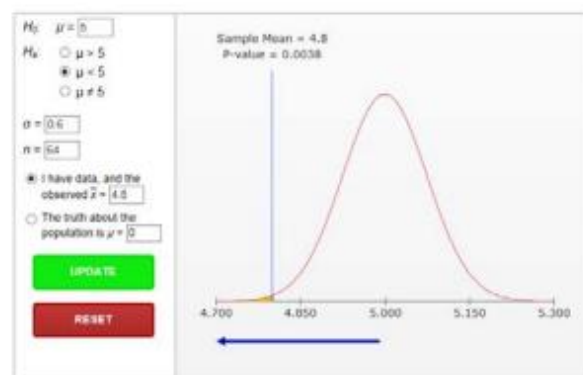 H₀ μ = 5
Hₐ μ > 5
μ < 5
μ ≠ 5
σ = 0.6
n = 64
I have data, and the
observed x̄ = 4.8
The truth about the
population is μ = 0
UPDATE
RESET
Sample Mean = 4.8
P-value = 0.0038
4.700 4.850 5.000 5.150 5.300